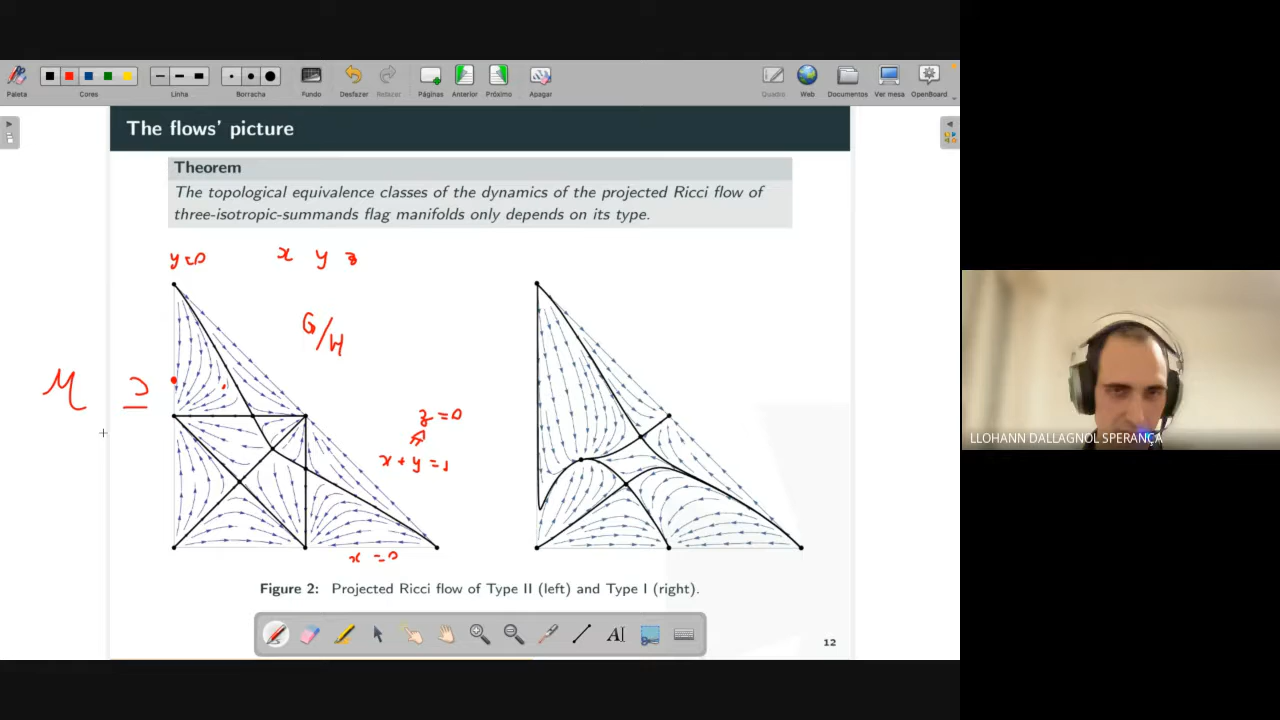 Paleta
Cores
Linha
Borracha
Fundo
Desfazer
Refazer
Páginas
Anterior
Próximo
Apagar
Quadro
Web
Documentos
Ver mesa
OpenBoard
The flows' picture
Theorem
The topological equivalence classes of the dynamics of the projected Ricci flow of
three-isotropic-summands flag manifolds only depends on its type.
y=0 x y z
G/H
M ⊇
z=0
x+y=1
x=0
Figure 2: Projected Ricci flow of Type II (left) and Type I (right).
AI
12
LLOHANN DALLAGNOL SPERANÇA